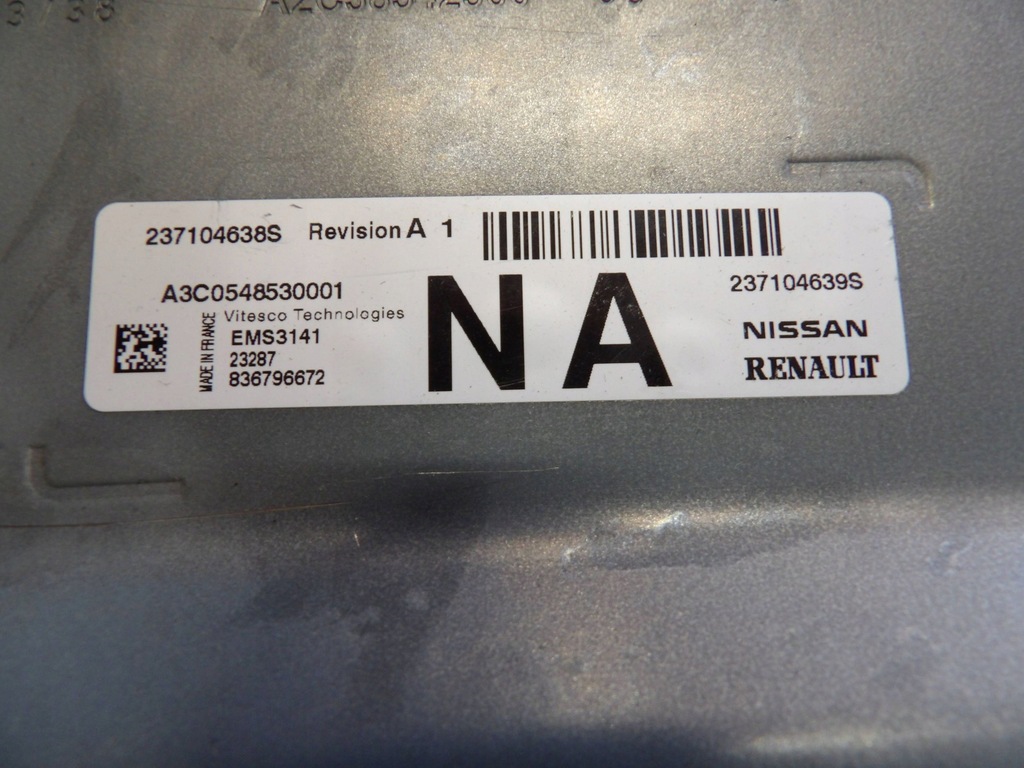 237104638S Revision A 1
A3C0548530001
237104639S
Vitesco Technologies
MADE IN FRANCE
EMS3141
23287
836796672
NA
NISSAN
RENAULT